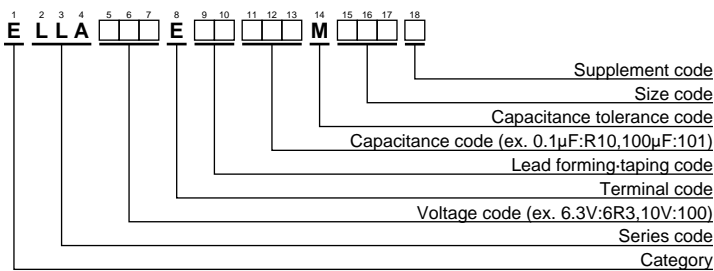 1 2 3 4 5 6 7 8 9 10 11 12 13 14 15 16 17 18
E L L A E M
Supplement code
Size code
Capacitance tolerance code
Capacitance code (ex. 0.1μF:R10,100μF:101)
Lead forming·taping code
Terminal code
Voltage code (ex. 6.3V:6R3,10V:100)
Series code
Category